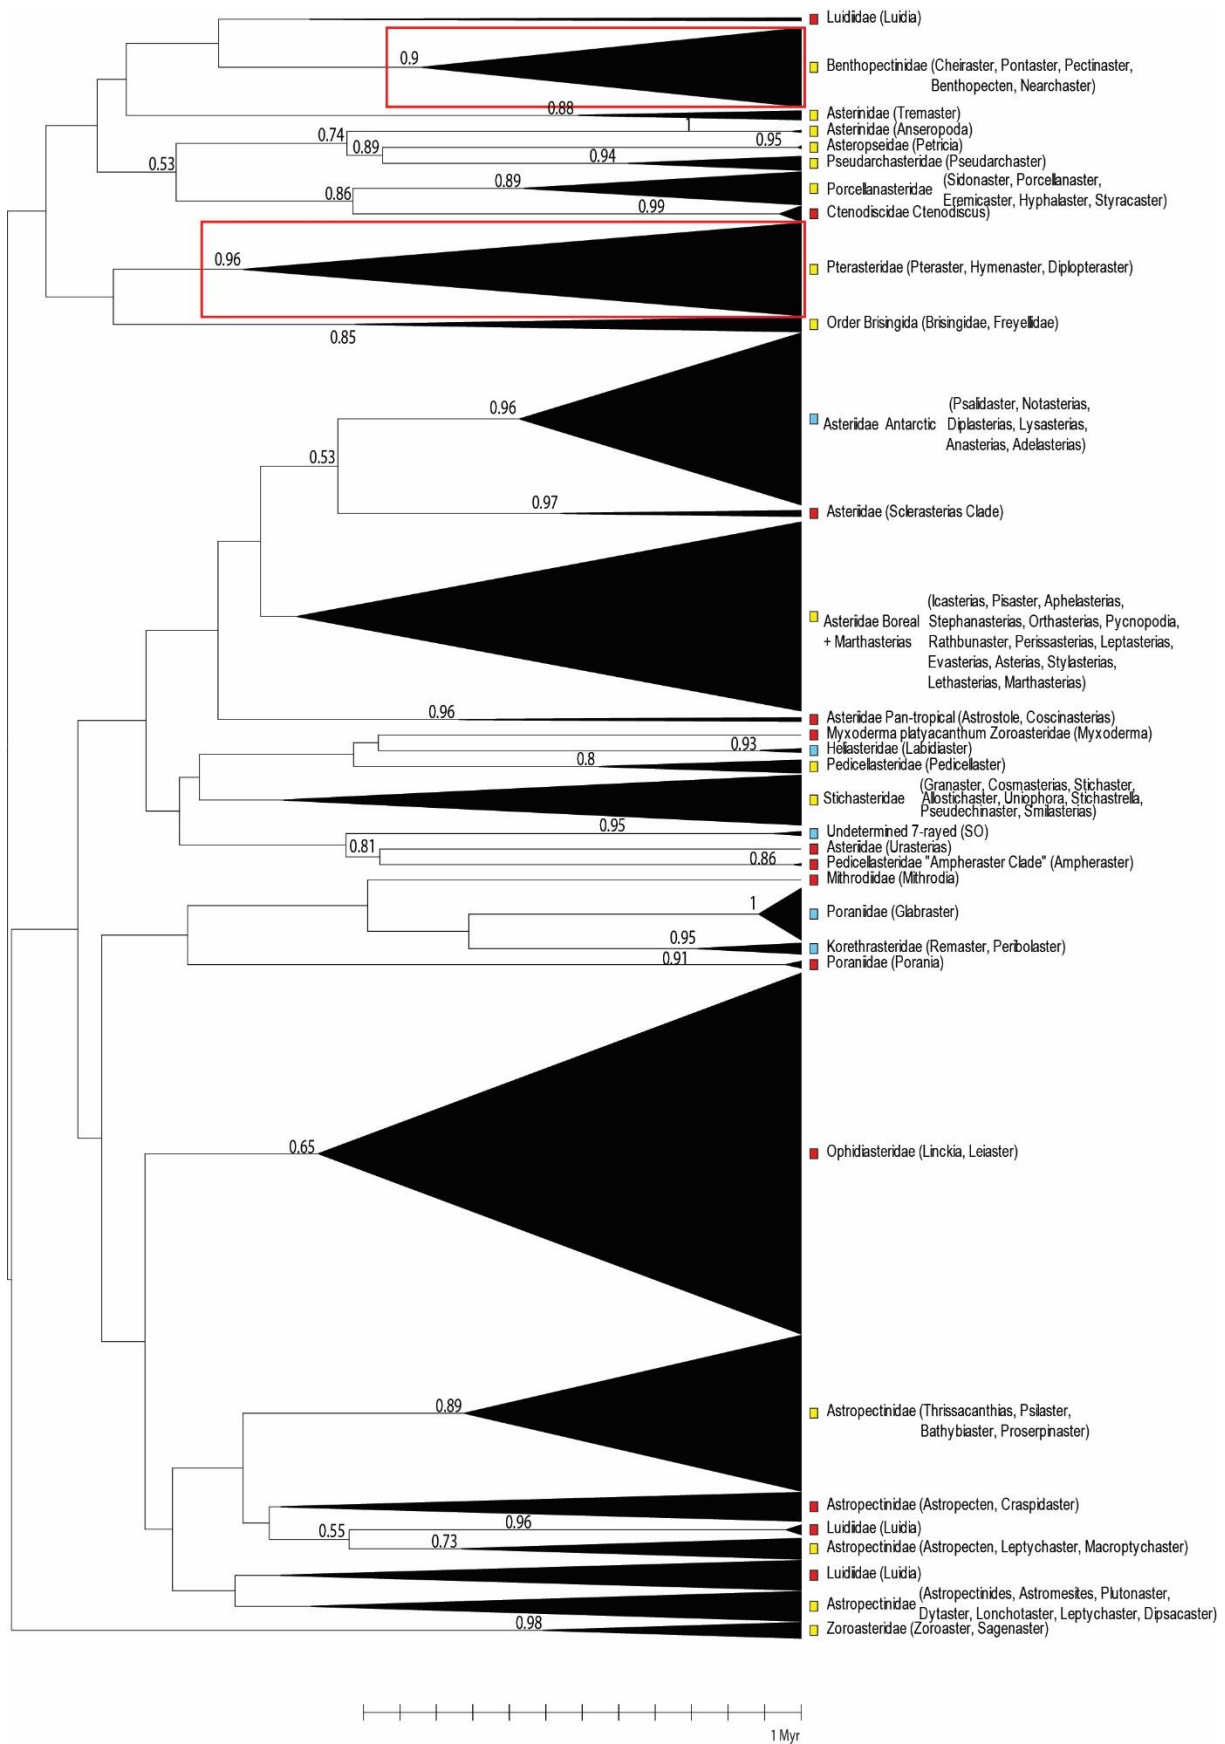 Luidiidae (Luidia)
0.9
Benthopectinidae (Cheiraster, Pontaster, Pectinaster,
Benthopecten, Nearchaster)
0.88
Asterinidae (Tremaster)
1
Asterinidae (Anseropoda)
0.74
0.95
Asteropseidae (Petricia)
0.89
0.94
Pseudarchasteridae (Pseudarchaster)
0.53
0.89
Porcellanasteridae (Sidonaster, Porcellanaster,
Eremicaster, Hyphalaster, Styracaster)
0.86
0.99
Ctenodiscidae Ctenodiscus)
0.96
Pterasteridae (Pteraster, Hymenaster, Diplopteraster)
Order Brisingida (Brisingidae, Freyellidae)
0.85
0.96
(Psalidaster, Notasterias,
Asteriidae Antarctic Diplasterias, Lysasterias,
Anasterias, Adelasterias)
0.53
0.97
Asteriidae (Sclerasterias Clade)
(Icasterias, Pisaster, Aphelasterias,
Asteriidae Boreal Stephanasterias, Orthasterias, Pycnopodia,
+ Marthasterias Rathbunaster, Perissasterias, Leptasterias,
Evasterias, Asterias, Stylasterias,
Lethasterias, Marthasterias)
0.96
Asteriidae Pan-tropical (Astrostole, Coscinasterias)
Myxoderma platyacanthum Zoroasteridae (Myxoderma)
0.93
Heliasteridae (Labidiaster)
0.8
Pedicellasteridae (Pedicellaster)
(Granaster, Cosmasterias, Stichaster,
Stichasteridae Allostichaster, Uniophora, Stichastrella,
Pseudechinaster, Smilasterias)
0.95
Undetermined 7-rayed (SO)
0.81
Asteriidae (Urasterias)
0.86
Pedicellasteridae "Ampheraster Clade" (Ampheraster)
Mithrodiidae (Mithrodia)
1
Poraniidae (Glabraster)
0.95
Korethrasteridae (Remaster, Peribolaster)
0.91
Poraniidae (Porania)
0.65
Ophidiasteridae (Linckia, Leiaster)
0.89
Astropectinidae (Thrissacanthias, Psilaster,
Bathybiaster, Proserpinaster)
Astropectinidae (Astropecten, Craspidaster)
0.96
Luidiidae (Luidia)
0.55
0.73
Astropectinidae (Astropecten, Leptychaster, Macroptychaster)
Luidiidae (Luidia)
Astropectinidae (Astropectinides, Astromesites, Plutonaster,
Dytaster, Lonchotaster, Leptychaster, Dipsacaster)
0.98
Zoroasteridae (Zoroaster, Sagenaster)
1 Myr